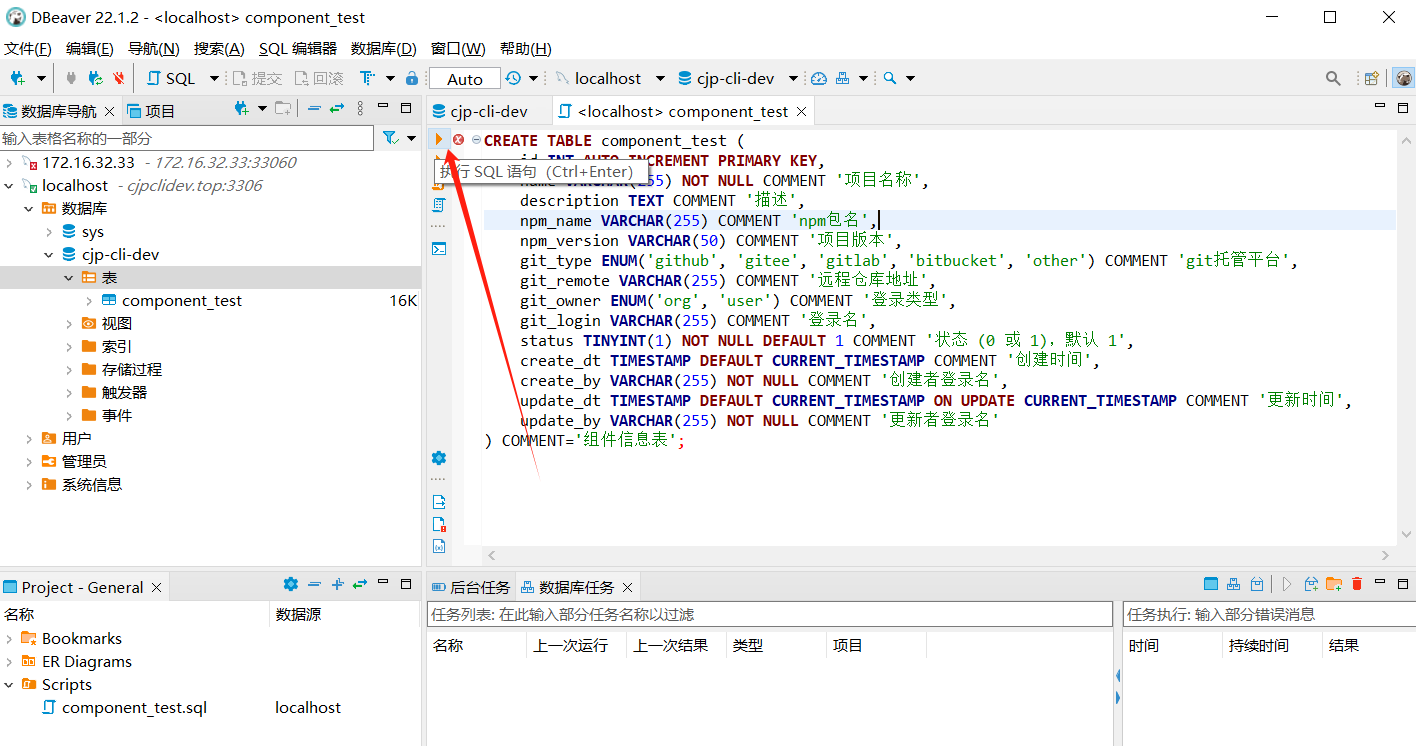 DBeaver 22.1.2 - <localhost> component_test
文件(F) 编辑(E) 导航(N) 搜索(A) SQL 编辑器 数据库(D) 窗口(W) 帮助(H)
SQL 提交 回滚 Auto localhost cjp-cli-dev
数据库导航 项目
输入表格名称的一部分
172.16.32.33 - 172.16.32.33:33060
localhost - cjpclidev.top:3306
数据库
sys
cjp-cli-dev
表
component_test 16K
视图
索引
存储过程
触发器
事件
用户
管理员
系统信息
cjp-cli-dev <localhost> component_test
CREATE TABLE component_test (
id INT AUTO_INCREMENT PRIMARY KEY,
执行 SQL 语句 (Ctrl+Enter)
name VARCHAR(255) NOT NULL COMMENT '项目名称',
description TEXT COMMENT '描述',
npm_name VARCHAR(255) COMMENT 'npm包名',
npm_version VARCHAR(50) COMMENT '项目版本',
git_type ENUM('github', 'gitee', 'gitlab', 'bitbucket', 'other') COMMENT 'git托管平台',
git_remote VARCHAR(255) COMMENT '远程仓库地址',
git_owner ENUM('org', 'user') COMMENT '登录类型',
git_login VARCHAR(255) COMMENT '登录名',
status TINYINT(1) NOT NULL DEFAULT 1 COMMENT '状态 (0 或 1)，默认 1',
create_dt TIMESTAMP DEFAULT CURRENT_TIMESTAMP COMMENT '创建时间',
create_by VARCHAR(255) NOT NULL COMMENT '创建者登录名',
update_dt TIMESTAMP DEFAULT CURRENT_TIMESTAMP ON UPDATE CURRENT_TIMESTAMP COMMENT '更新时间',
update_by VARCHAR(255) NOT NULL COMMENT '更新者登录名'
) COMMENT='组件信息表';
Project - General
名称 数据源
Bookmarks
ER Diagrams
Scripts
component_test.sql localhost
后台任务 数据库任务
任务列表: 在此输入部分任务名称以过滤
名称 上一次运行 上一次结果 类型 项目
任务执行: 输入部分错误消息
时间 持续时间 结果